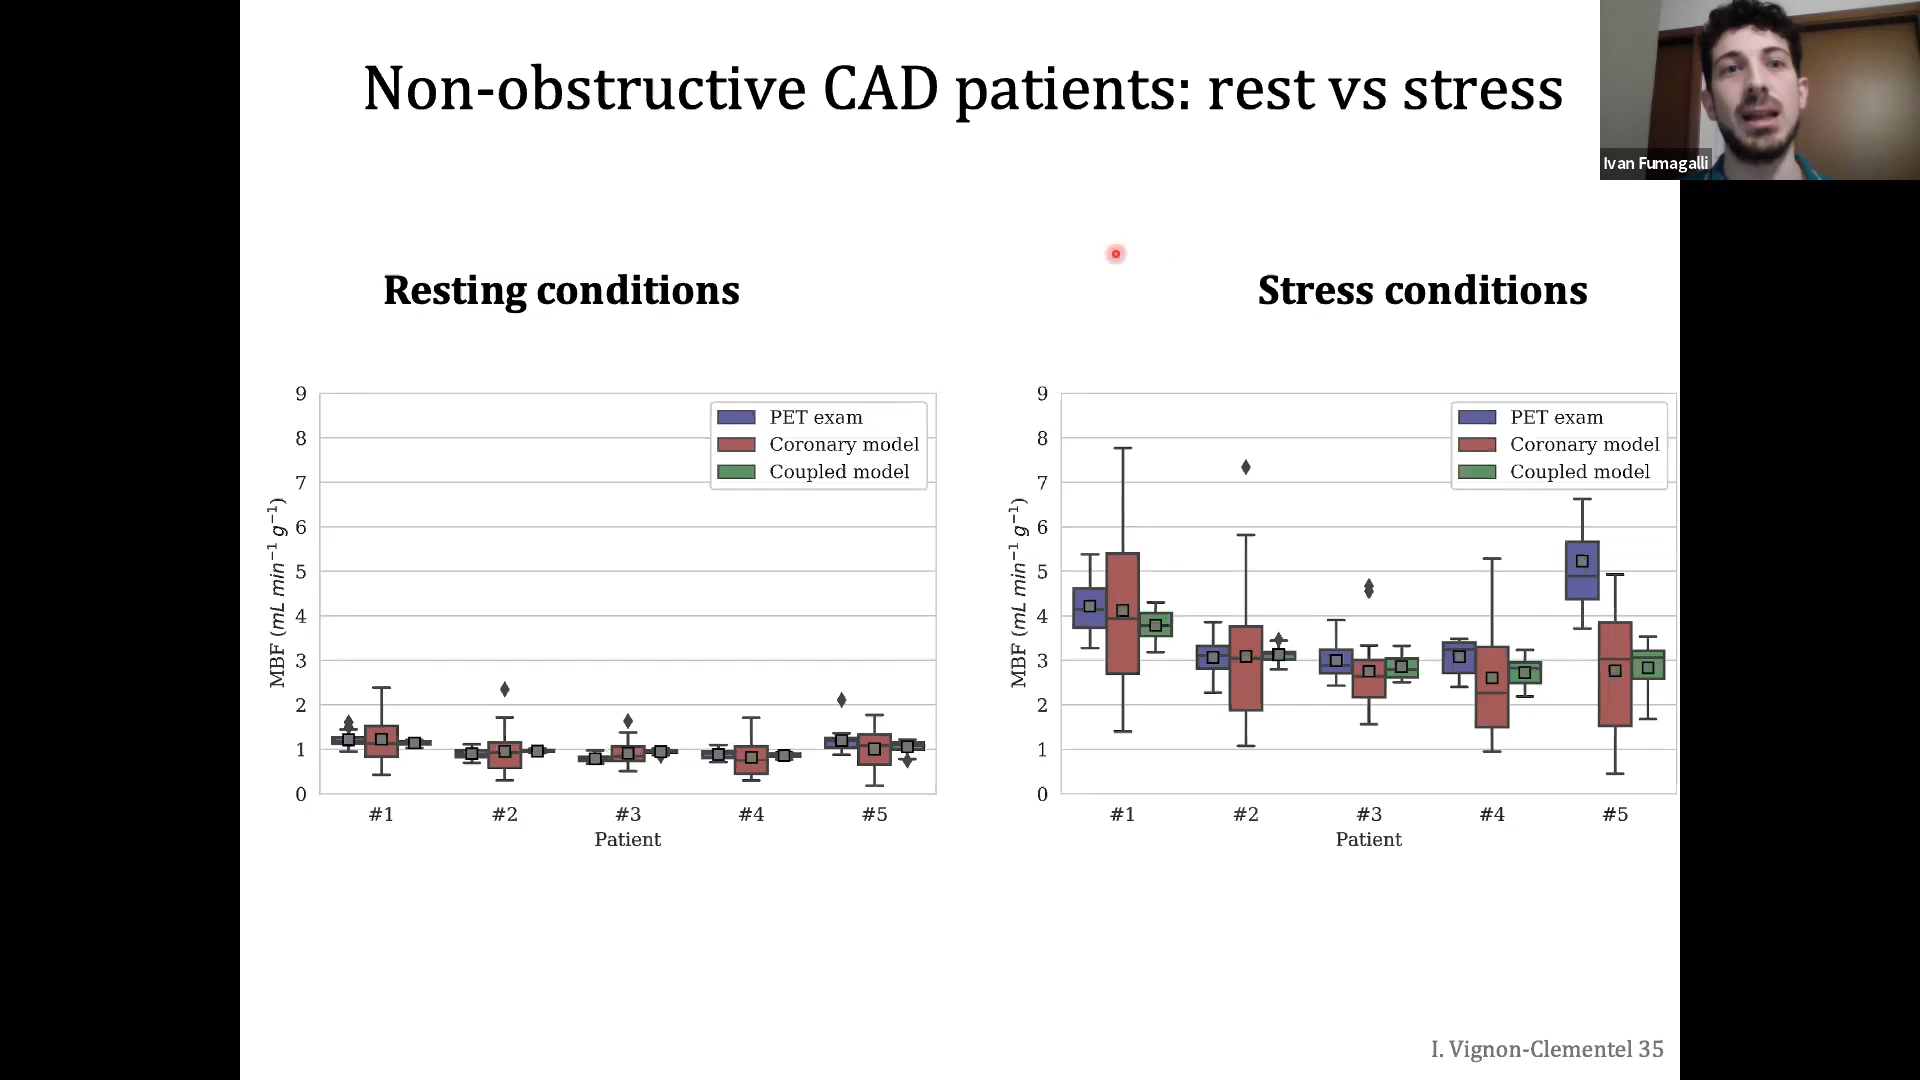 Non-obstructive CAD patients: rest vs stress
Ivan Fumagalli
Resting conditions
Stress conditions
9
8
7
6
5
4
3
2
1
0
MBF (mL min⁻¹ g⁻¹)
PET exam
Coronary model
Coupled model
#1 #2 #3 #4 #5
Patient
9
8
7
6
5
4
3
2
1
0
MBF (mL min⁻¹ g⁻¹)
PET exam
Coronary model
Coupled model
#1 #2 #3 #4 #5
Patient
I. Vignon-Clementel 35